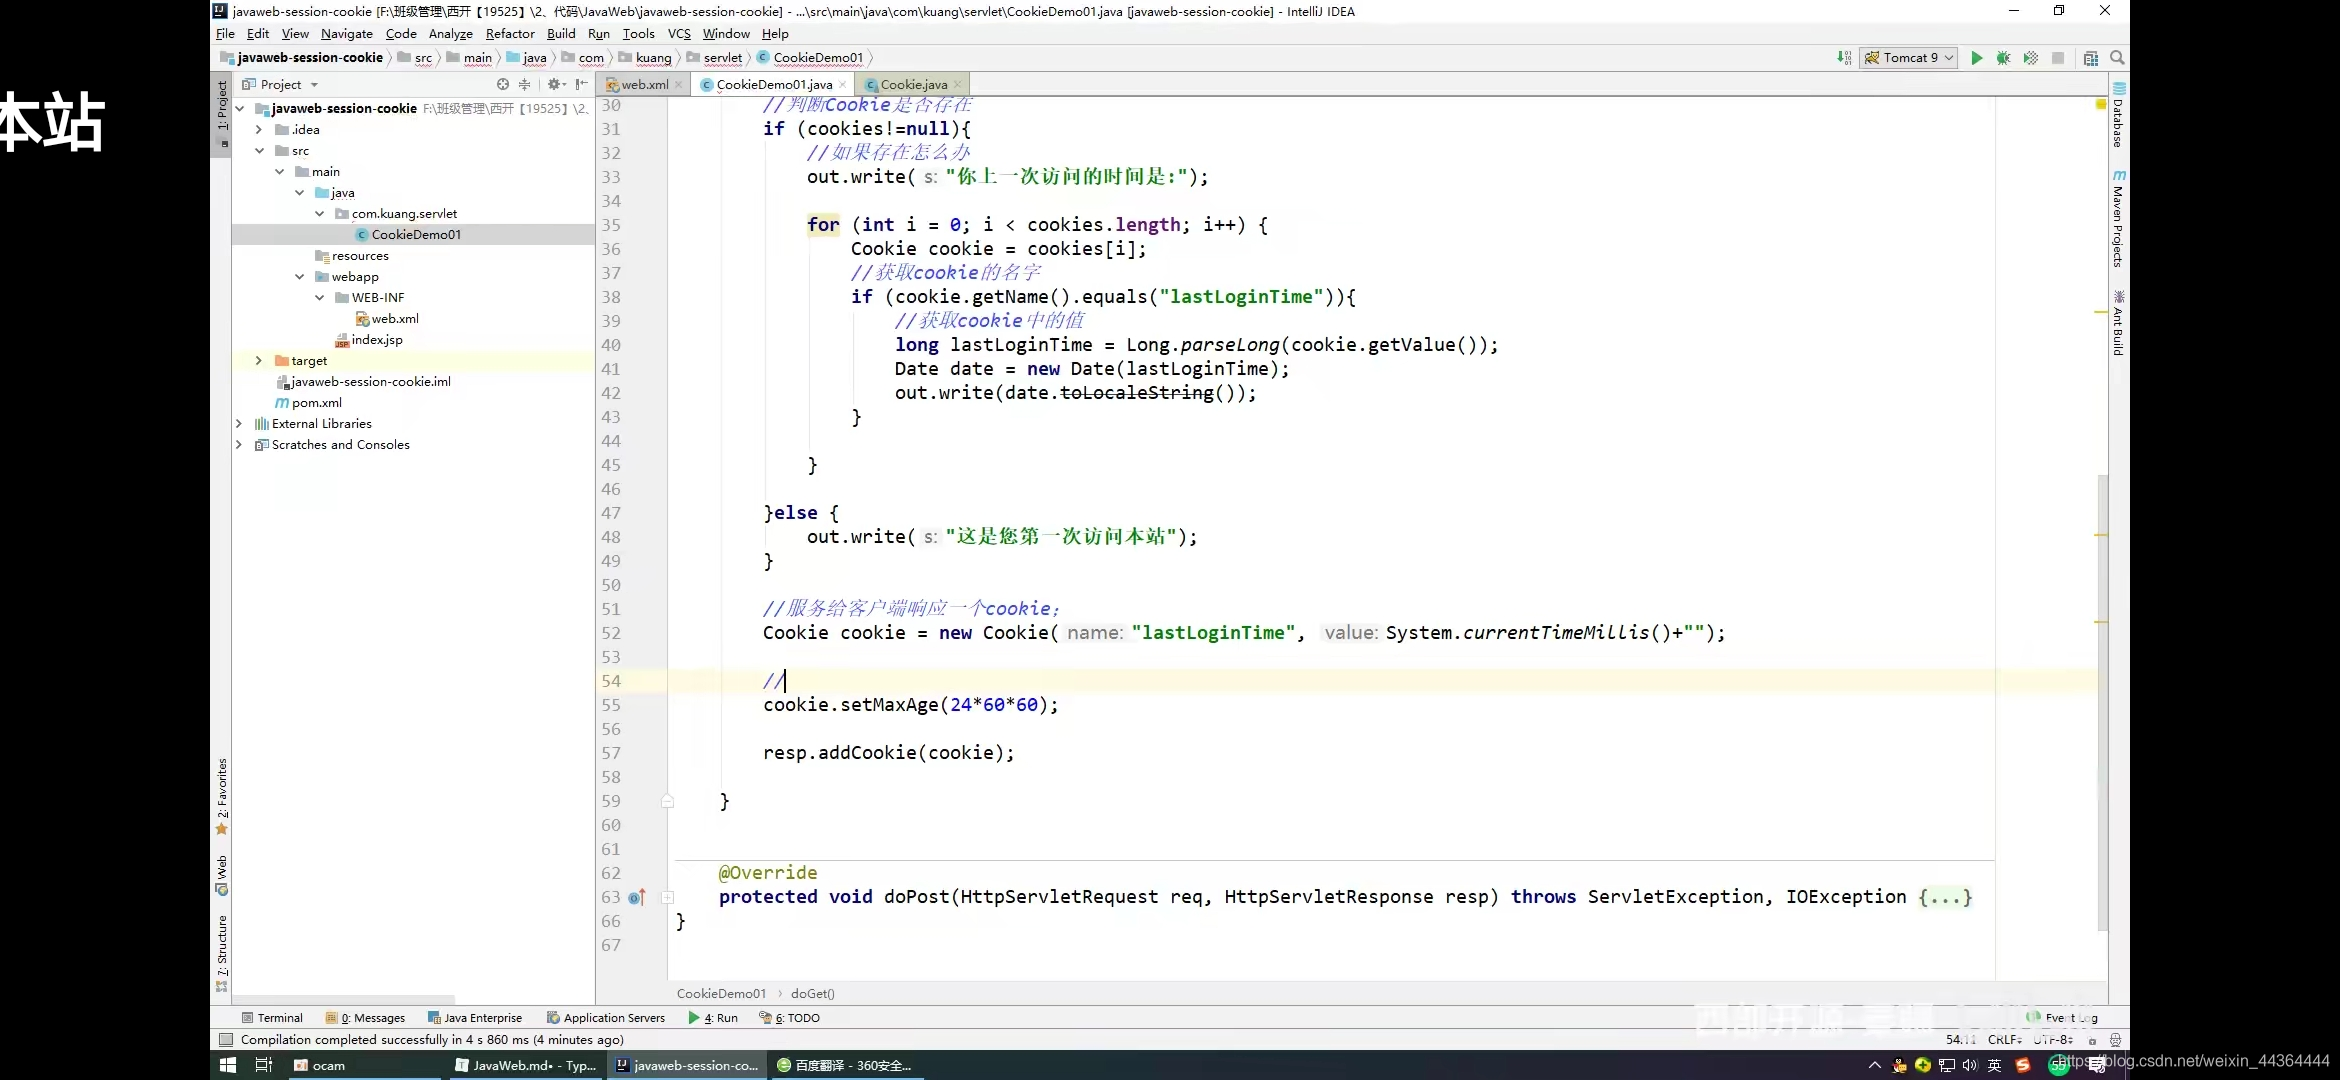 javaweb-session-cookie [F:\班级管理\西开【19525】\2、代码\JavaWeb\javaweb-session-cookie] - ...\src\main\java\com\kuang\servlet\CookieDemo01.java [javaweb-session-cookie] - IntelliJ IDEA
File Edit View Navigate Code Analyze Refactor Build Run Tools VCS Window Help
javaweb-session-cookie src main java com kuang servlet CookieDemo01 Tomcat 9
Project web.xml CookieDemo01.java Cookie.java
本站
1: Project
javaweb-session-cookie F:\班级管理\西开【19525】\2、
.idea
src
main
java
com.kuang.servlet
CookieDemo01
resources
webapp
WEB-INF
web.xml
index.jsp
target
javaweb-session-cookie.iml
pom.xml
External Libraries
Scratches and Consoles
2: Favorites
Web
7: Structure
30 //判断Cookie是否存在
31 if (cookies!=null){
32 //如果存在怎么办
33 out.write( s: "你上一次访问的时间是:");
34
35 for (int i = 0; i < cookies.length; i++) {
36 Cookie cookie = cookies[i];
37 //获取cookie的名字
38 if (cookie.getName().equals("lastLoginTime")){
39 //获取cookie中的值
40 long lastLoginTime = Long.parseLong(cookie.getValue());
41 Date date = new Date(lastLoginTime);
42 out.write(date.toLocaleString());
43 }
44
45 }
46
47 }else {
48 out.write( s: "这是您第一次访问本站");
49 }
50
51 //服务给客户端响应一个cookie;
52 Cookie cookie = new Cookie( name: "lastLoginTime", value: System.currentTimeMillis()+"");
53
54 //
55 cookie.setMaxAge(24*60*60);
56
57 resp.addCookie(cookie);
58
59 }
60
61
62 @Override
63 protected void doPost(HttpServletRequest req, HttpServletResponse resp) throws ServletException, IOException {...}
66 }
67
Database
Maven Projects
Ant Build
CookieDemo01 › doGet()
Terminal 0: Messages Java Enterprise Application Servers 4: Run 6: TODO Event Log
Compilation completed successfully in 4 s 860 ms (4 minutes ago) 54:11 CRLF UTF-8
ocam JavaWeb.md• - Typ... javaweb-session-co... 百度翻译 - 360安全... 英 55
https://blog.csdn.net/weixin_44364444